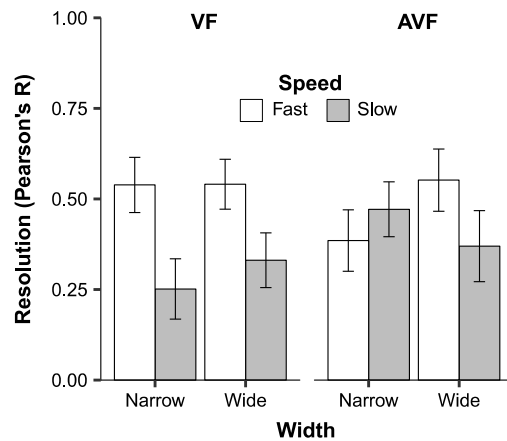 VF AVF
1.00
Speed
Fast Slow
0.75
0.50
0.25
0.00
Resolution (Pearson's R)
Narrow Wide Narrow Wide
Width